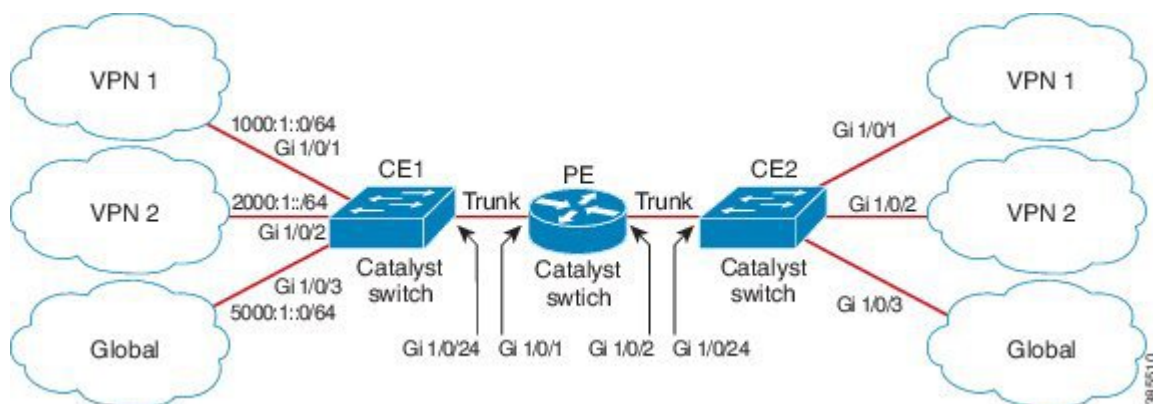 VPN 1
1000:1::0/64
Gi 1/0/1
VPN 2
2000:1::/64
Gi 1/0/2
Global
Gi 1/0/3
5000:1::0/64
CE1
Catalyst
switch
Trunk
PE
Catalyst
swtich
Trunk
CE2
Catalyst
switch
Gi 1/0/24
Gi 1/0/1
Gi 1/0/2
Gi 1/0/24
Gi 1/0/1
VPN 1
Gi 1/0/2
VPN 2
Gi 1/0/3
Global
385510